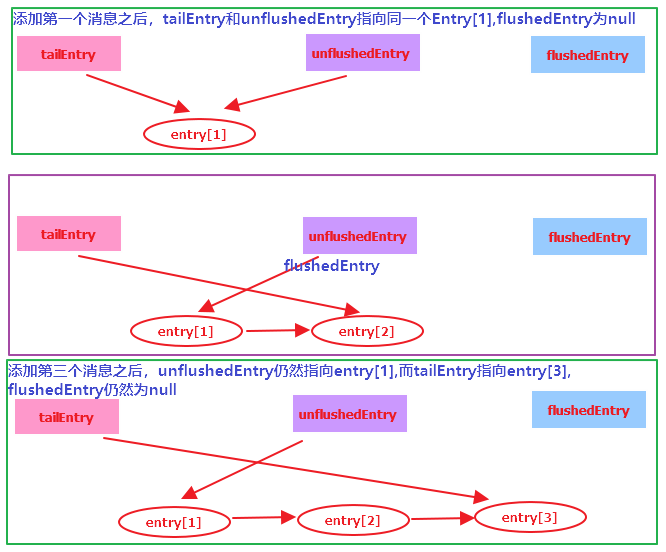 添加第一个消息之后，tailEntry和unflushedEntry指向同一个Entry[1],flushedEntry为null
tailEntry
unflushedEntry
flushedEntry
entry[1]
tailEntry
unflushedEntry
flushedEntry
flushedEntry
entry[1]
entry[2]
添加第三个消息之后，unflushedEntry仍然指向entry[1],而tailEntry指向entry[3],
flushedEntry仍然为null
tailEntry
unflushedEntry
flushedEntry
entry[1]
entry[2]
entry[3]